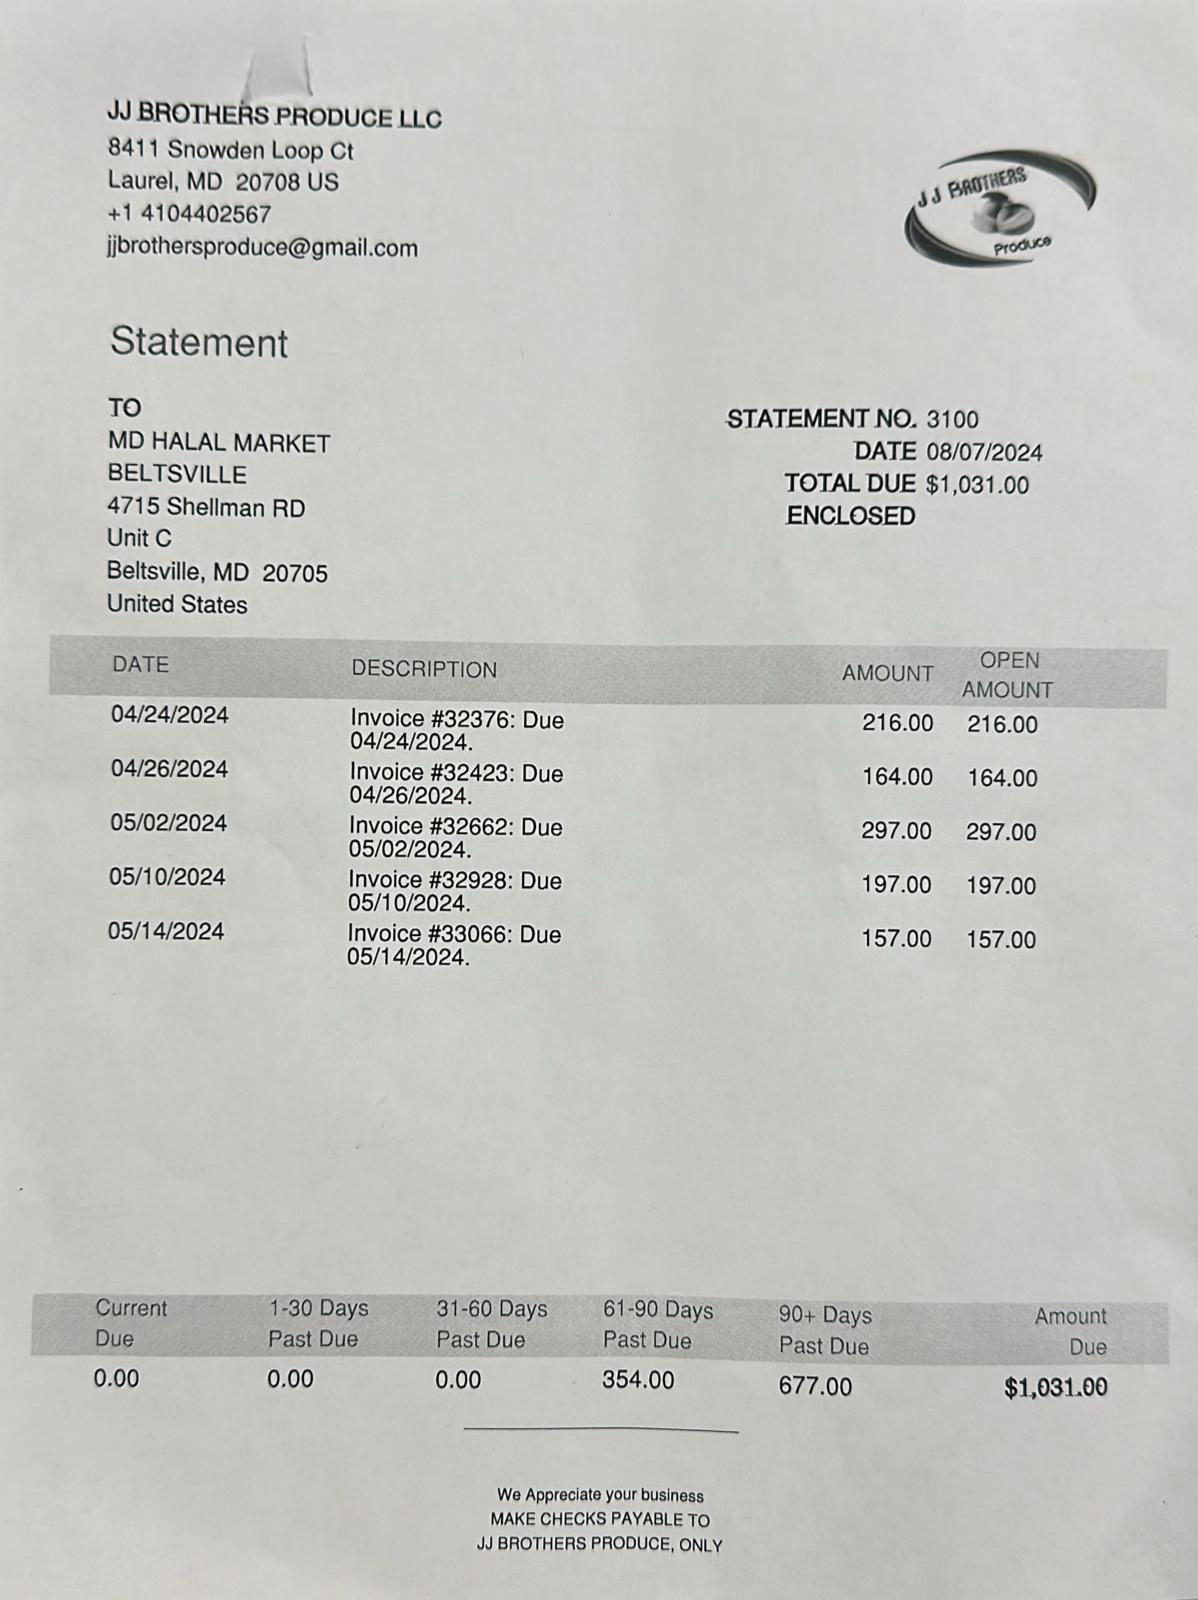 JJ BROTHERS PRODUCE LLC
8411 Snowden Loop Ct
Laurel, MD 20708 US
+1 4104402567
jjbrothersproduce@gmail.com
JJ BROTHERS
Produce
Statement
TO
MD HALAL MARKET
BELTSVILLE
4715 Shellman RD
Unit C
Beltsville, MD 20705
United States
STATEMENT NO. 3100
DATE 08/07/2024
TOTAL DUE $1,031.00
ENCLOSED
DATE DESCRIPTION AMOUNT OPEN
AMOUNT
04/24/2024 Invoice #32376: Due 216.00 216.00
04/24/2024.
04/26/2024 Invoice #32423: Due 164.00 164.00
04/26/2024.
05/02/2024 Invoice #32662: Due 297.00 297.00
05/02/2024.
05/10/2024 Invoice #32928: Due 197.00 197.00
05/10/2024.
05/14/2024 Invoice #33066: Due 157.00 157.00
05/14/2024.
Current 1-30 Days 31-60 Days 61-90 Days 90+ Days Amount
Due Past Due Past Due Past Due Past Due Due
0.00 0.00 0.00 354.00 677.00 $1,031.00
We Appreciate your business
MAKE CHECKS PAYABLE TO
JJ BROTHERS PRODUCE, ONLY